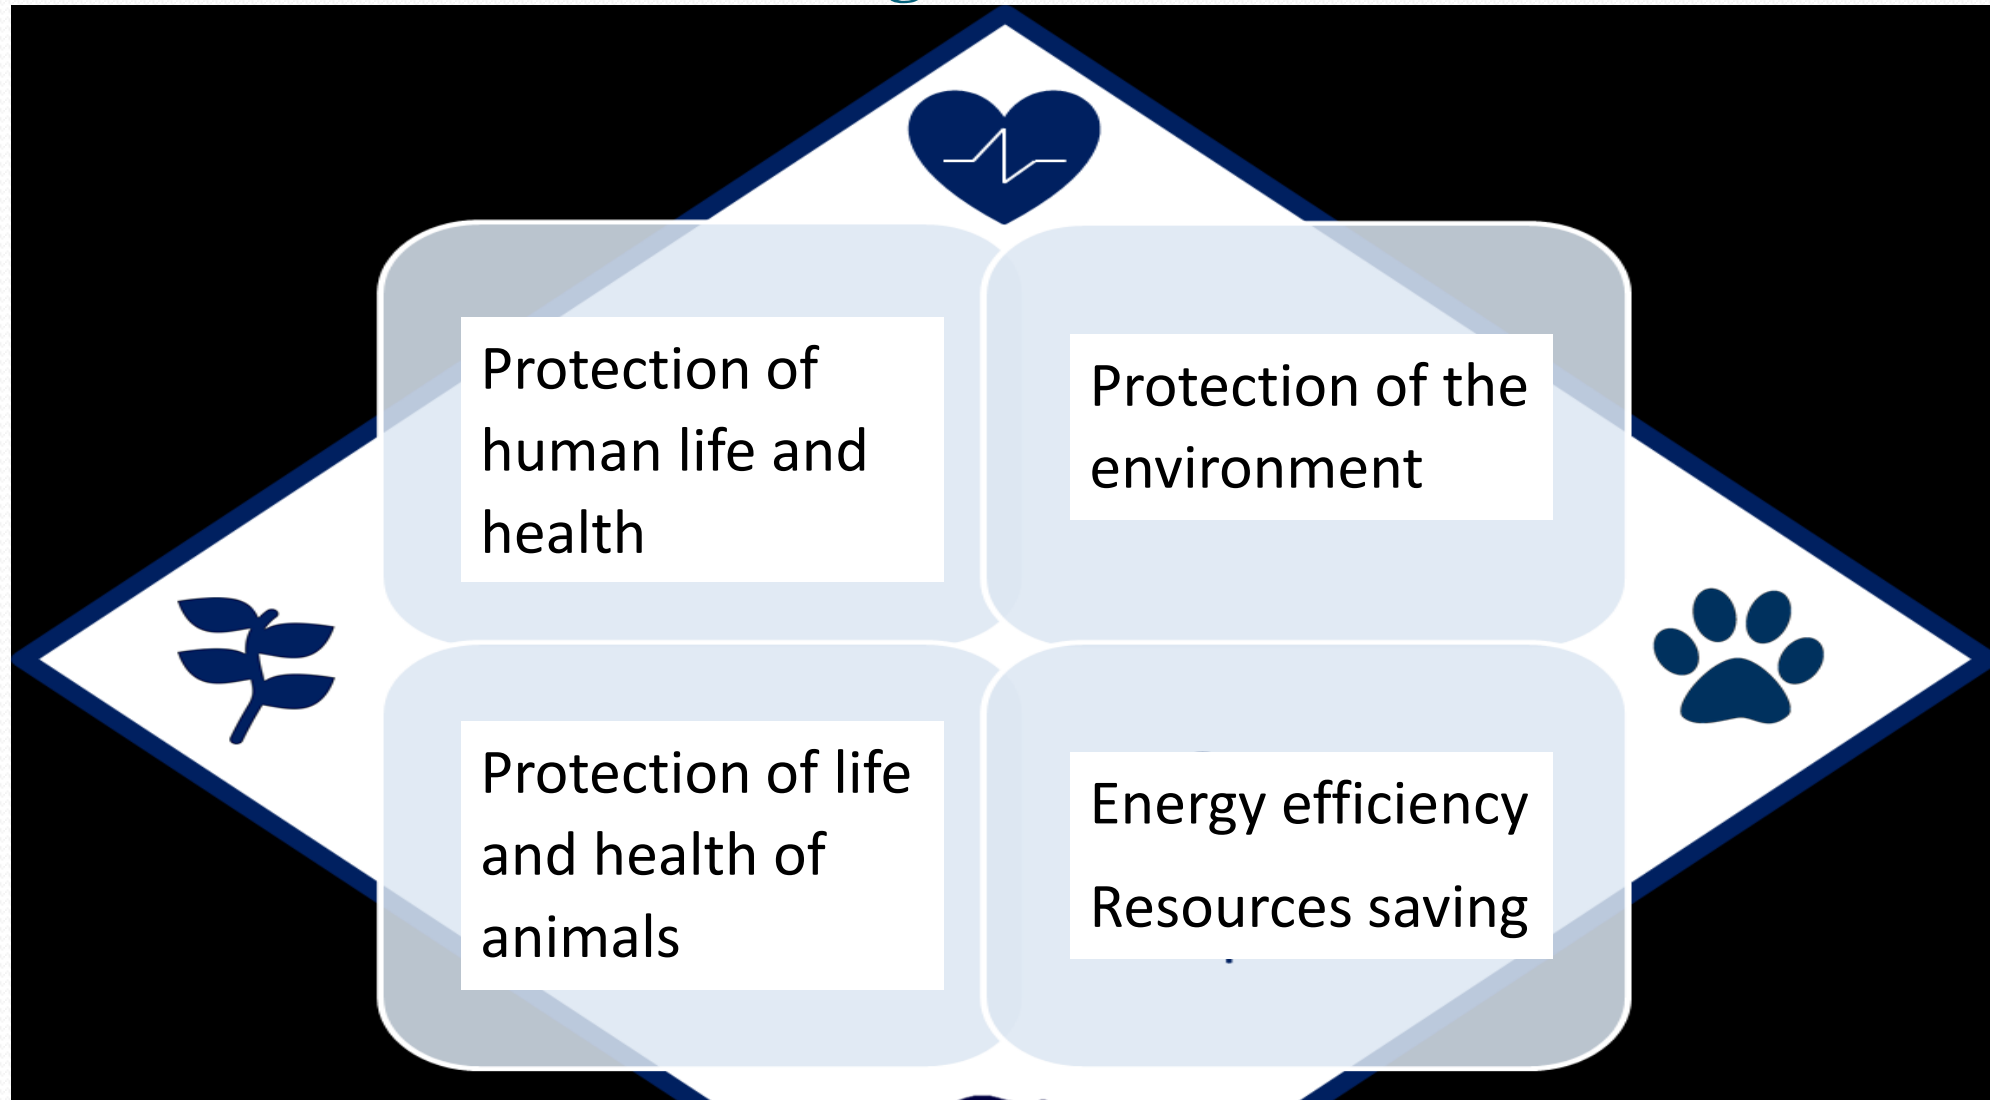 Protection of
human life and
health
Protection of the
environment
Protection of life
and health of
animals
Energy efficiency
Resources saving